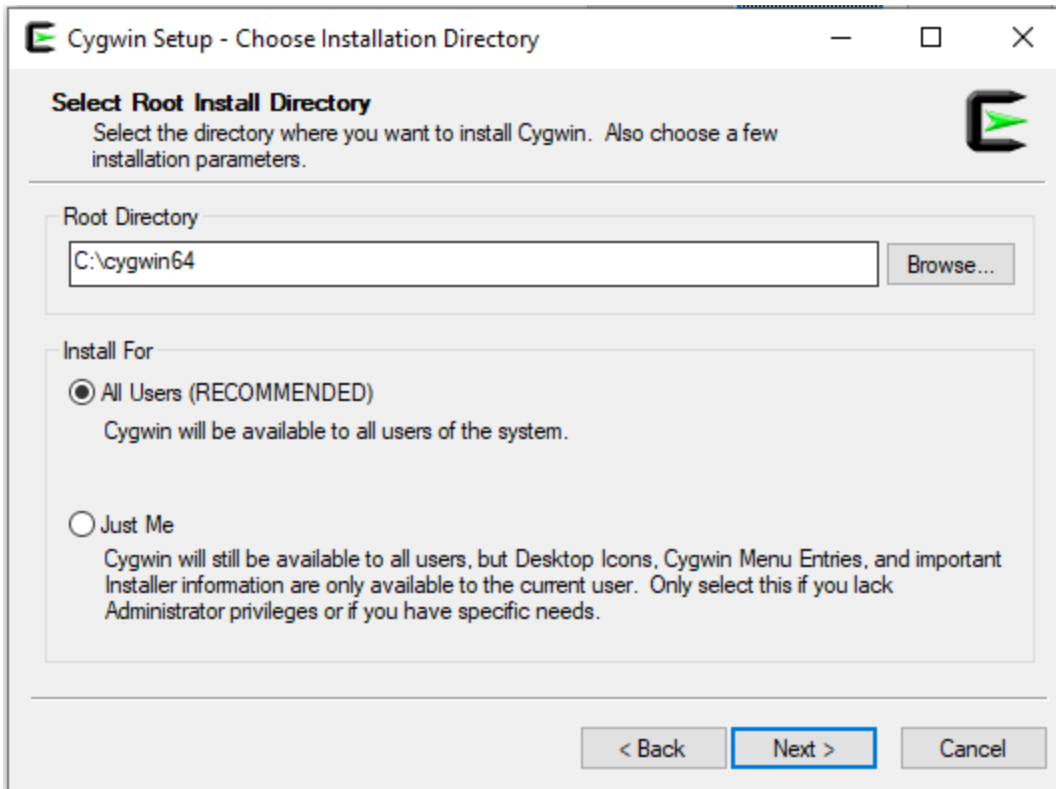 Cygwin Setup - Choose Installation Directory
Select Root Install Directory
Select the directory where you want to install Cygwin.  Also choose a few
installation parameters.
Root Directory
C:\cygwin64
Browse...
Install For
All Users (RECOMMENDED)
Cygwin will be available to all users of the system.
Just Me
Cygwin will still be available to all users, but Desktop Icons, Cygwin Menu Entries, and important
Installer information are only available to the current user.  Only select this if you lack
Administrator privileges or if you have specific needs.
< Back
Next >
Cancel